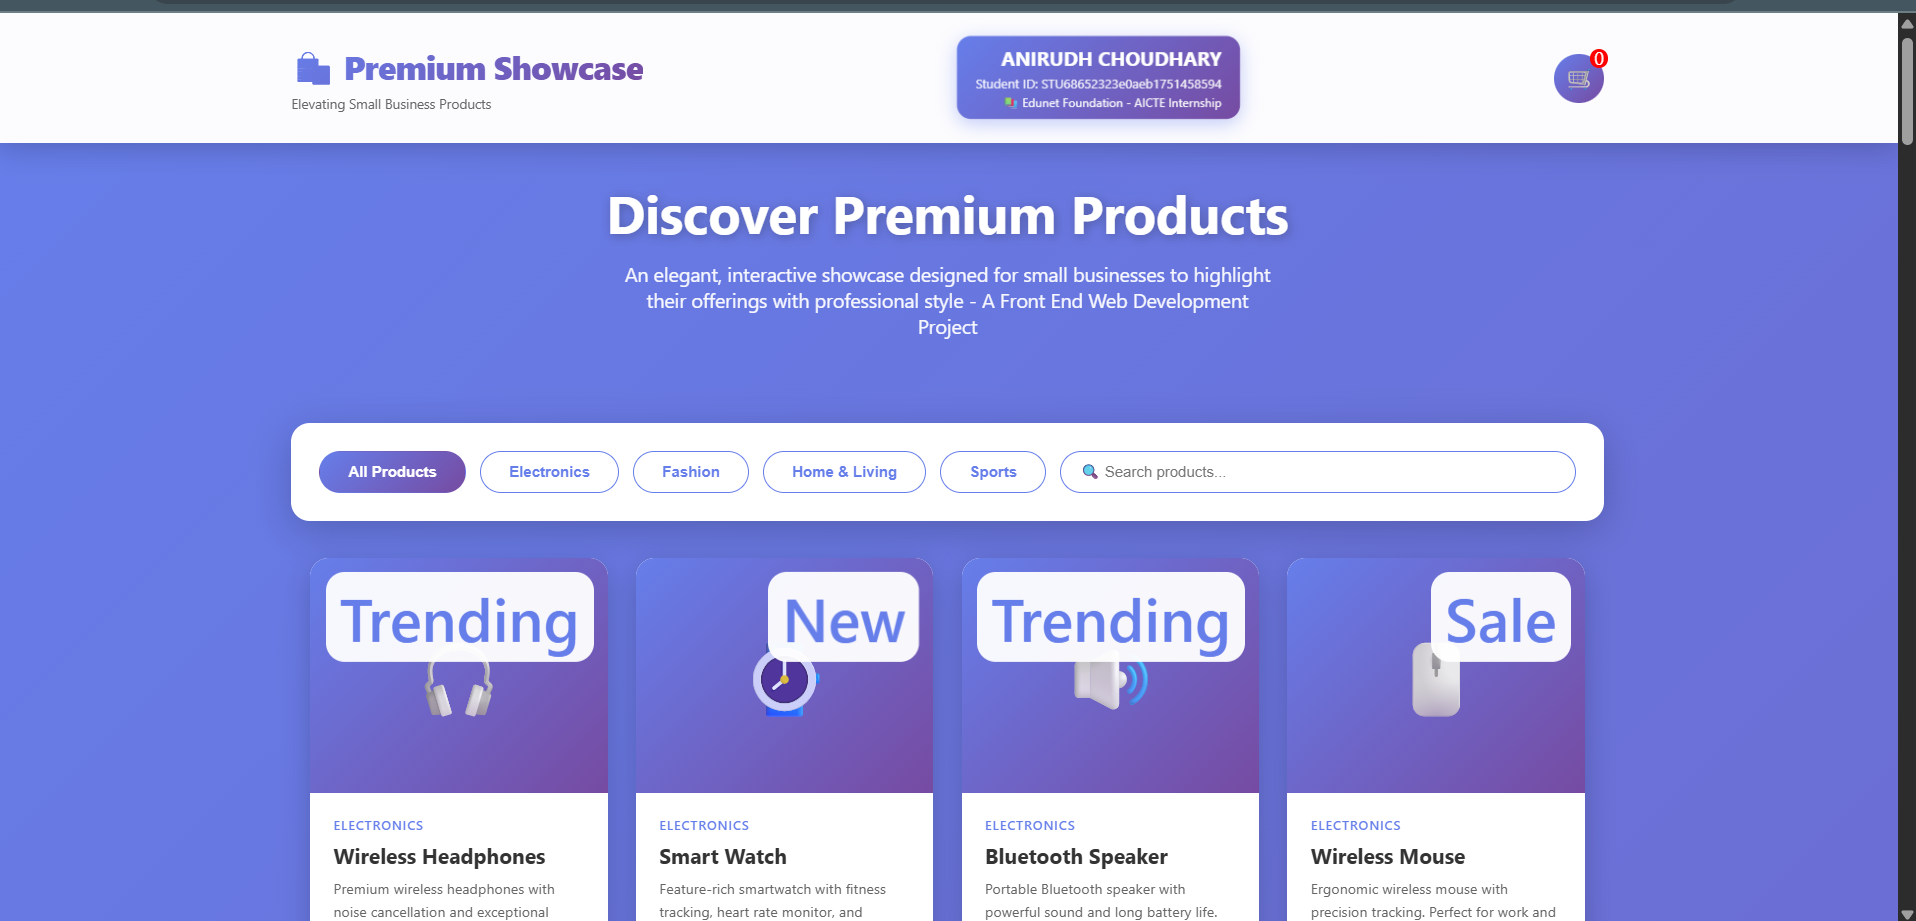 Premium Showcase
Elevating Small Business Products
ANIRUDH CHOUDHARY
Student ID: STU68652323e0aeb1751458594
Edunet Foundation - AICTE Internship
0
Discover Premium Products
An elegant, interactive showcase designed for small businesses to highlight
their offerings with professional style - A Front End Web Development
Project
All Products
Electronics
Fashion
Home & Living
Sports
Search products...
Trending
New
Trending
Sale
ELECTRONICS
Wireless Headphones
Premium wireless headphones with
noise cancellation and exceptional
ELECTRONICS
Smart Watch
Feature-rich smartwatch with fitness
tracking, heart rate monitor, and
ELECTRONICS
Bluetooth Speaker
Portable Bluetooth speaker with
powerful sound and long battery life.
ELECTRONICS
Wireless Mouse
Ergonomic wireless mouse with
precision tracking. Perfect for work and